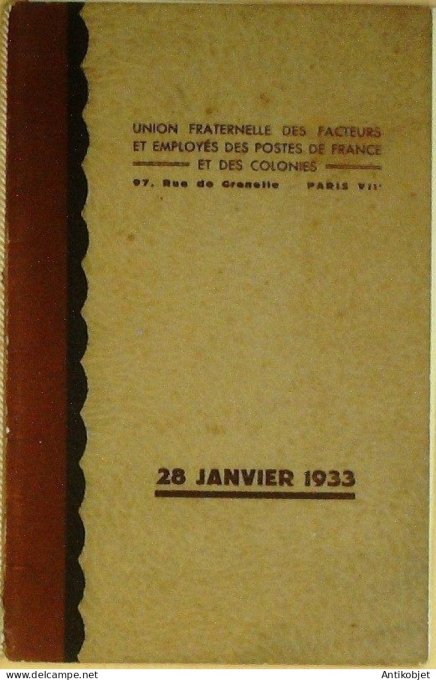 UNION FRATERNELLE DES FACTEURS
ET EMPLOYÉS DES POSTES DE FRANCE
ET DES COLONIES
97, Rue de Grenelle PARIS VIIᵉ
28 JANVIER 1933
Antikobjet